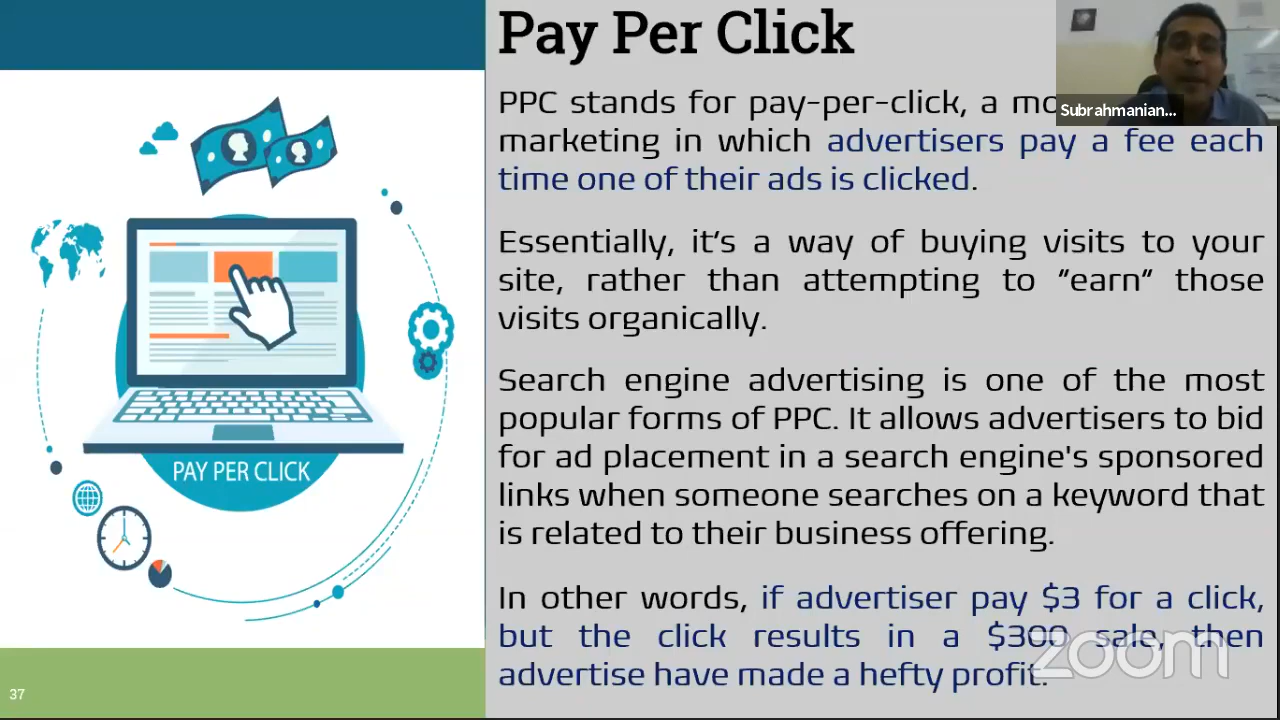 Pay Per Click
PPC stands for pay-per-click, a
marketing in which advertisers pay a fee each
time one of their ads is clicked.
Essentially, it's a way of buying visits to your
site, rather than attempting to "earn" those
visits organically.
Search engine advertising is one of the most
popular forms of PPC. It allows advertisers to bid
for ad placement in a search engine's sponsored
links when someone searches on a keyword that
is related to their business offering.
In other words, if advertiser pay $3 for a click,
but the click results in a $300 sale, then
advertise have made a hefty profit.
PAY PER CLICK
37
Subrahmanian...
zoom